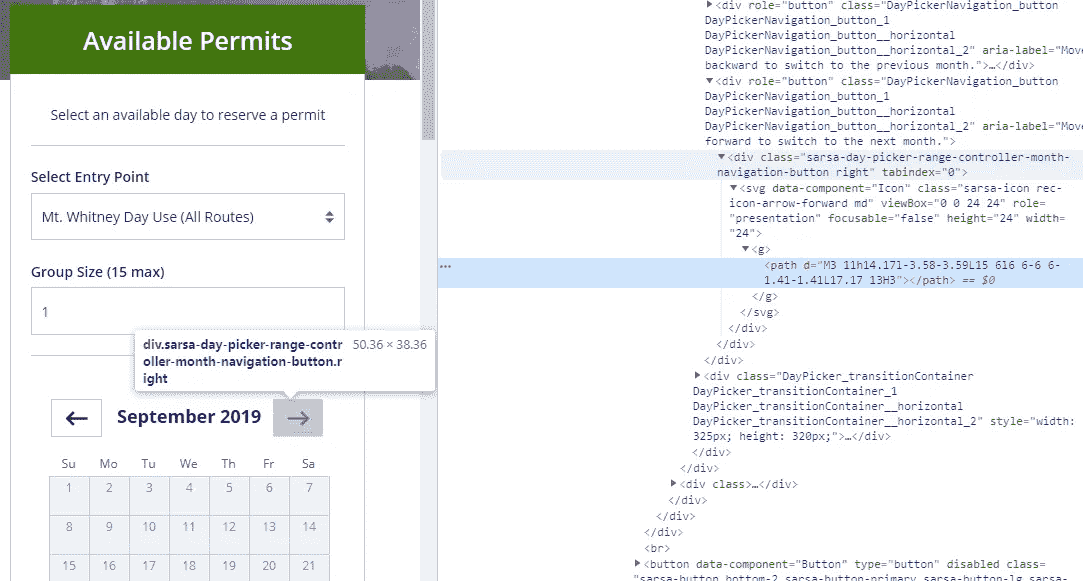 Available Permits
Select an available day to reserve a permit
Select Entry Point
Mt. Whitney Day Use (All Routes)
Group Size (15 max)
1
div.sarsa-day-picker-range-contr 50.36 × 38.36
oller-month-navigation-button.r
ight
September 2019
Su Mo Tu We Th Fr Sa
1 2 3 4 5 6 7
8 9 10 11 12 13 14
15 16 17 18 19 20 21
<div role="button" class="DayPickerNavigation_button
DayPickerNavigation_button_1
DayPickerNavigation_button__horizontal
DayPickerNavigation_button__horizontal_2" aria-label="Move
backward to switch to the previous month.">…</div>
<div role="button" class="DayPickerNavigation_button
DayPickerNavigation_button_1
DayPickerNavigation_button__horizontal
DayPickerNavigation_button__horizontal_2" aria-label="Move
forward to switch to the next month.">
<div class="sarsa-day-picker-range-controller-month-
navigation-button right" tabindex="0">
<svg data-component="Icon" class="sarsa-icon rec-
icon-arrow-forward md" viewBox="0 0 24 24" role=
"presentation" focusable="false" height="24" width=
"24">
<g>
... <path d="M3 11h14.17l-3.58-3.59L15 6l6 6-6 6-
1.41-1.41L17.17 13H3"></path> == $0
</g>
</svg>
</div>
</div>
</div>
<div class="DayPicker_transitionContainer
DayPicker_transitionContainer_1
DayPicker_transitionContainer__horizontal
DayPicker_transitionContainer__horizontal_2" style="width:
325px; height: 320px;">…</div>
</div>
</div>
<div class>…</div>
</div>
</div>
</div>
<br>
<button data-component="Button" type="button" disabled class=
"sarsa-button bottom-2 sarsa-button-primary sarsa-button-lg sarsa-